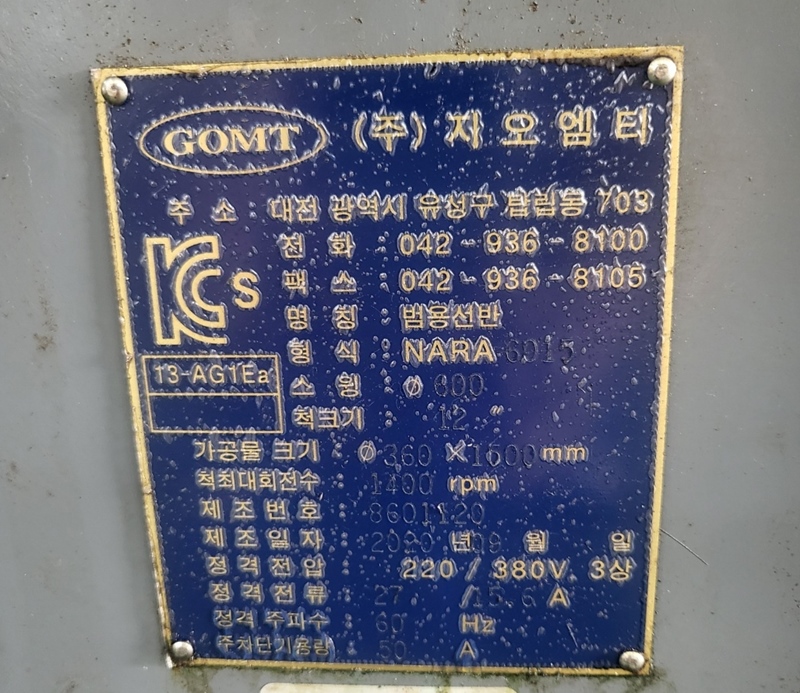 GOMT (주) 지오엠티
주 소 : 대전 광역시 유성구 탑립동 703
전 화 : 042 - 936 - 8100
팩 스 : 042 - 936 - 8105
명 칭 : 범용선반
형 식 : NARA 6015
13-AG1Ea
스 윙 : Ø 600
척크기 : 12 "
가공물 크기 : Ø 360 X 1500 mm
척최대회전수 : 1400 rpm
제 조 번 호 : 8601120
제 조 일 자 : 2020 년 09 월 일
정 격 전 압 : 220 / 380V, 3상
정 격 전 류 : 27 / 15.6 A
정격 주파수 : 60 Hz
주차단기용량 : 50 A
KCs